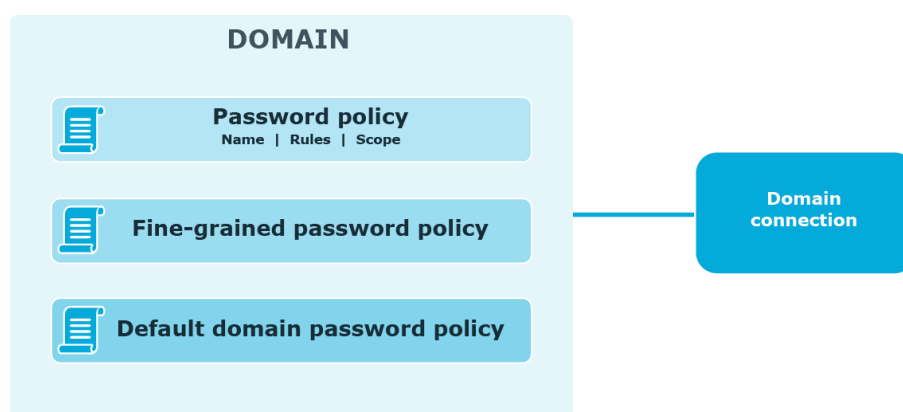 DOMAIN
Password policy
Name | Rules | Scope
Fine-grained password policy
Default domain password policy
Domain
connection